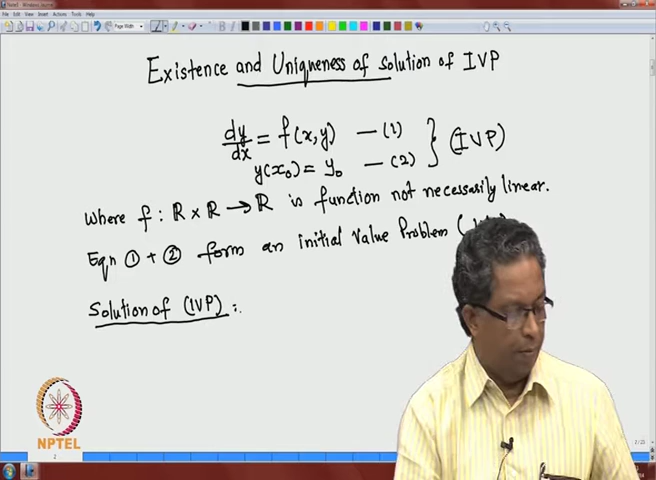 Existence and Uniqueness of solution of IVP
dy/dx = f(x,y) — (1)
y(x₀) = y₀ — (2) } (IVP)
Where f : ℝ × ℝ → ℝ is function not necessarily linear.
Eqn ① + ② form an initial value Problem
Solution of (IVP) :.
NPTEL